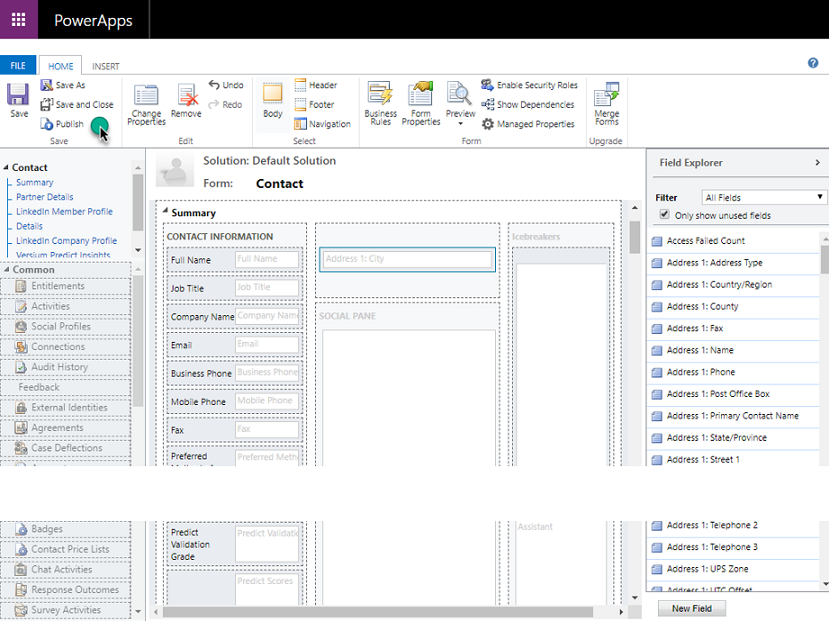 PowerApps
FILE
HOME
INSERT
Save
Save As
Save and Close
Publish
Save
Change
Properties
Remove
Undo
Redo
Edit
Body
Header
Footer
Navigation
Select
Business
Rules
Form
Properties
Preview
Enable Security Roles
Show Dependencies
Managed Properties
Form
Merge
Forms
Upgrade
Contact
Summary
Partner Details
LinkedIn Member Profile
Details
LinkedIn Company Profile
Versium Predict Insights
Common
Entitlements
Activities
Social Profiles
Connections
Audit History
Feedback
External Identities
Agreements
Case Deflections
Badges
Contact Price Lists
Chat Activities
Response Outcomes
Survey Activities
Solution: Default Solution
Form: Contact
Summary
CONTACT INFORMATION
Full Name Full Name
Job Title Job Title
Company Name Company Nam
Email Email
Business Phone Business Phone
Mobile Phone Mobile Phone
Fax Fax
Preferred Preferred Meth
Predict Predict Validatio
Validation
Grade
Predict Scores
Address 1: City
SOCIAL PANE
Icebreakers
Assistant
Field Explorer
Filter All Fields
Only show unused fields
Access Failed Count
Address 1: Address Type
Address 1: Country/Region
Address 1: County
Address 1: Fax
Address 1: Name
Address 1: Phone
Address 1: Post Office Box
Address 1: Primary Contact Name
Address 1: State/Province
Address 1: Street 1
Address 1: Telephone 2
Address 1: Telephone 3
Address 1: UPS Zone
Address 1: UTC Offset
New Field